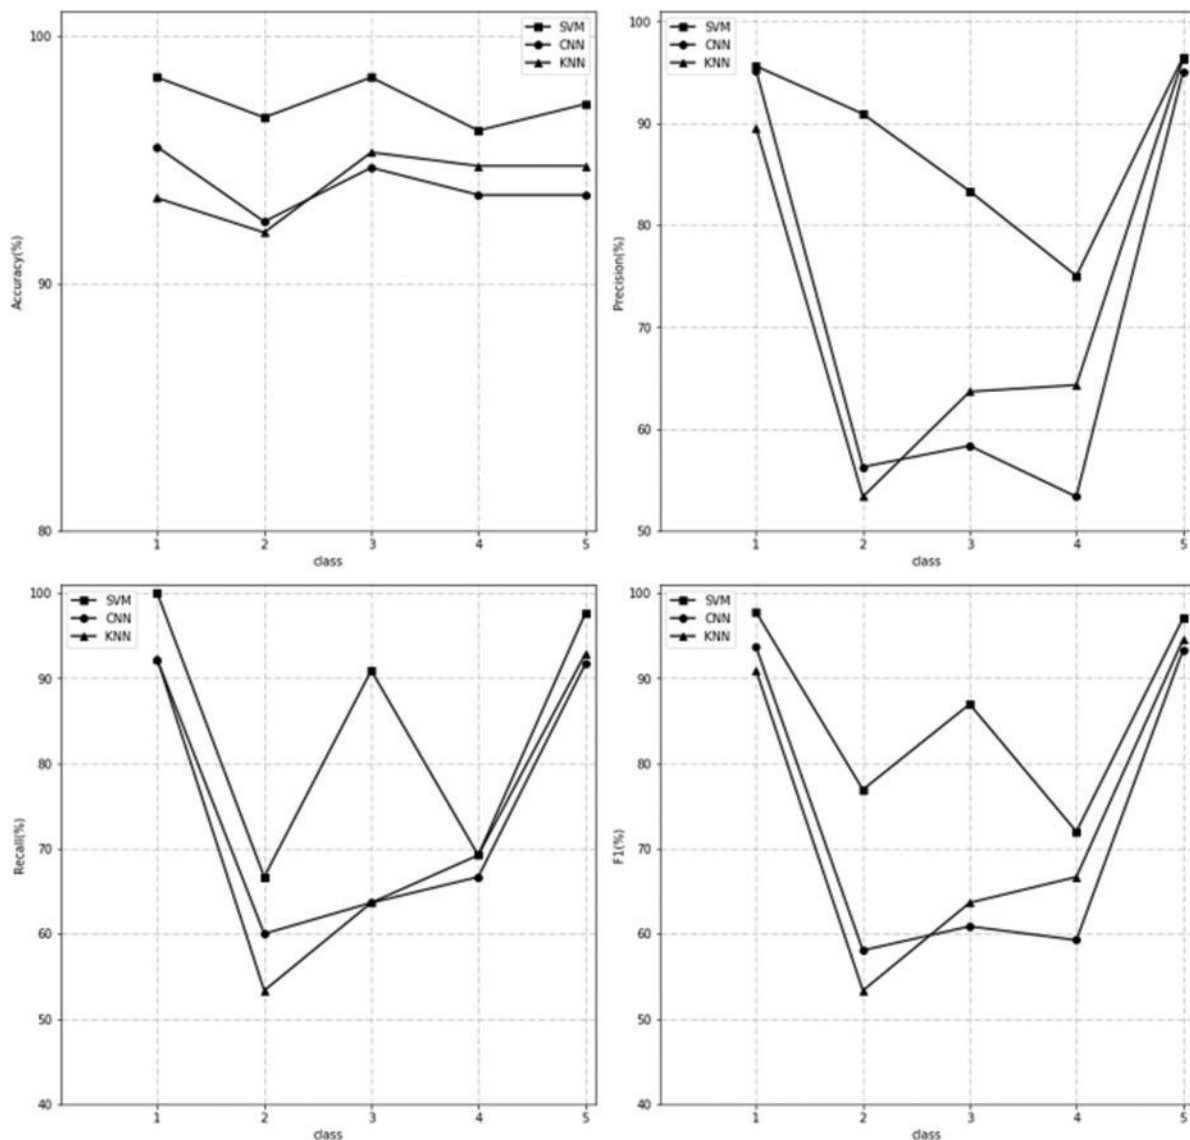 100
90
80
Accuracy(%)
SVM
CNN
KNN
1 2 3 4 5
class
100
90
80
70
60
50
Precision(%)
SVM
CNN
KNN
1 2 3 4 5
class
100
90
80
70
60
50
40
Recall(%)
SVM
CNN
KNN
1 2 3 4 5
class
100
90
80
70
60
50
40
F1(%)
SVM
CNN
KNN
1 2 3 4 5
class